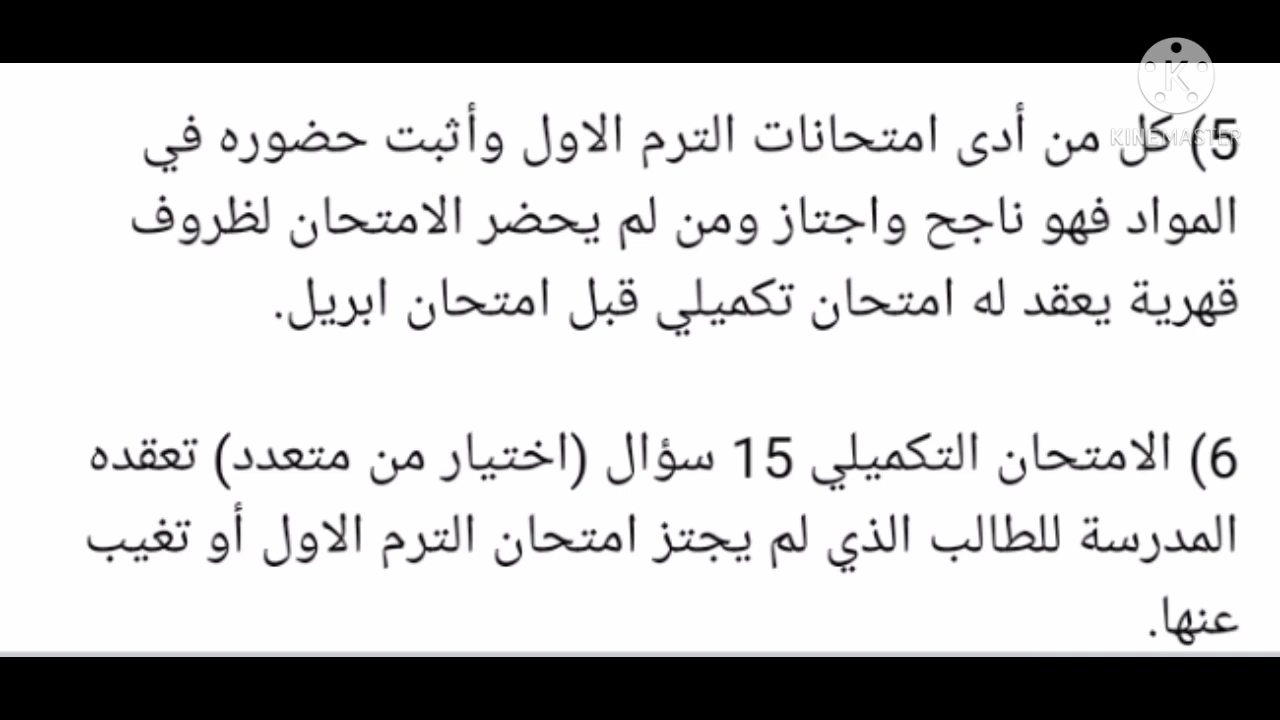 KINEMASTER
5) كل من أدى امتحانات الترم الاول وأثبت حضوره في
المواد فهو ناجح واجتاز ومن لم يحضر الامتحان لظروف
قهرية يعقد له امتحان تكميلي قبل امتحان ابريل.
6) الامتحان التكميلي 15 سؤال (اختيار من متعدد) تعقده
المدرسة للطالب الذي لم يجتز امتحان الترم الاول أو تغيب
عنها.